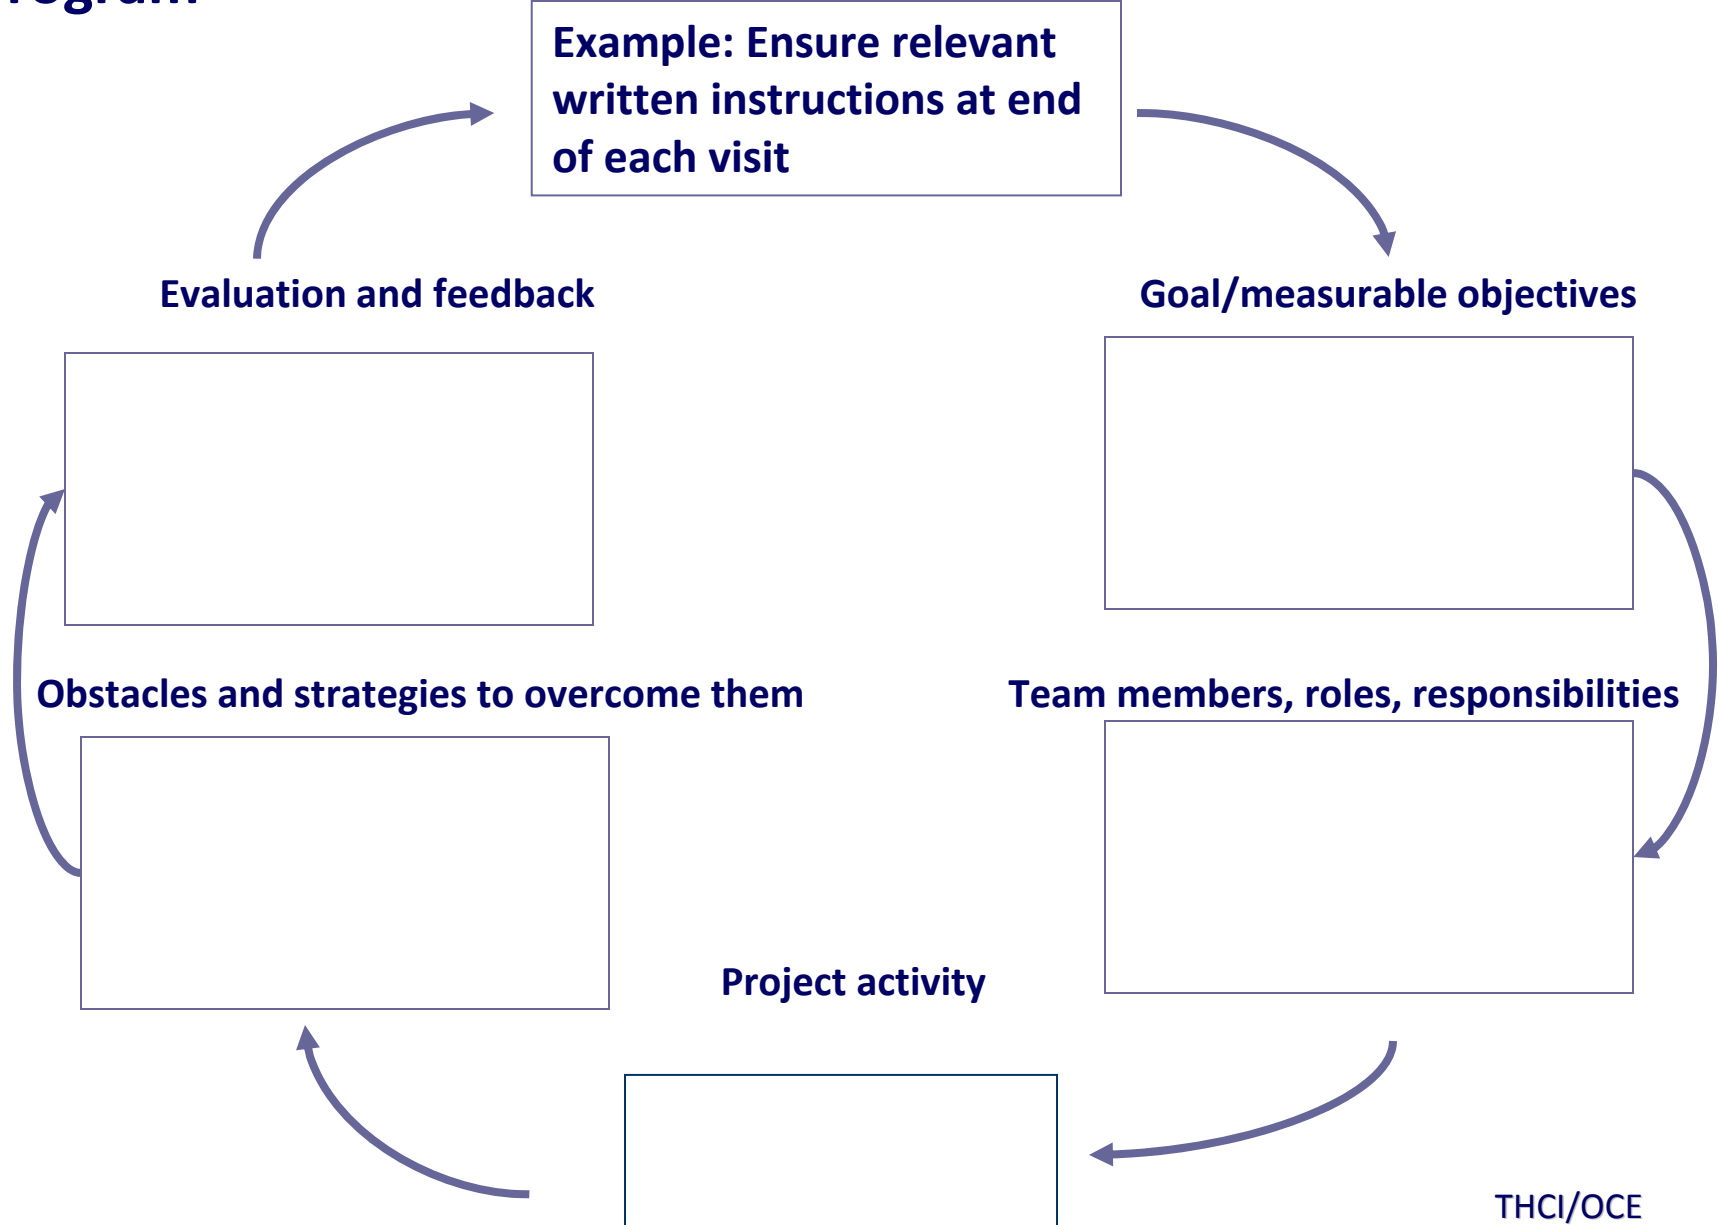 Example: Ensure relevant
written instructions at end
of each visit
Evaluation and feedback
Goal/measurable objectives
Obstacles and strategies to overcome them
Team members, roles, responsibilities
Project activity
THCI/OCE